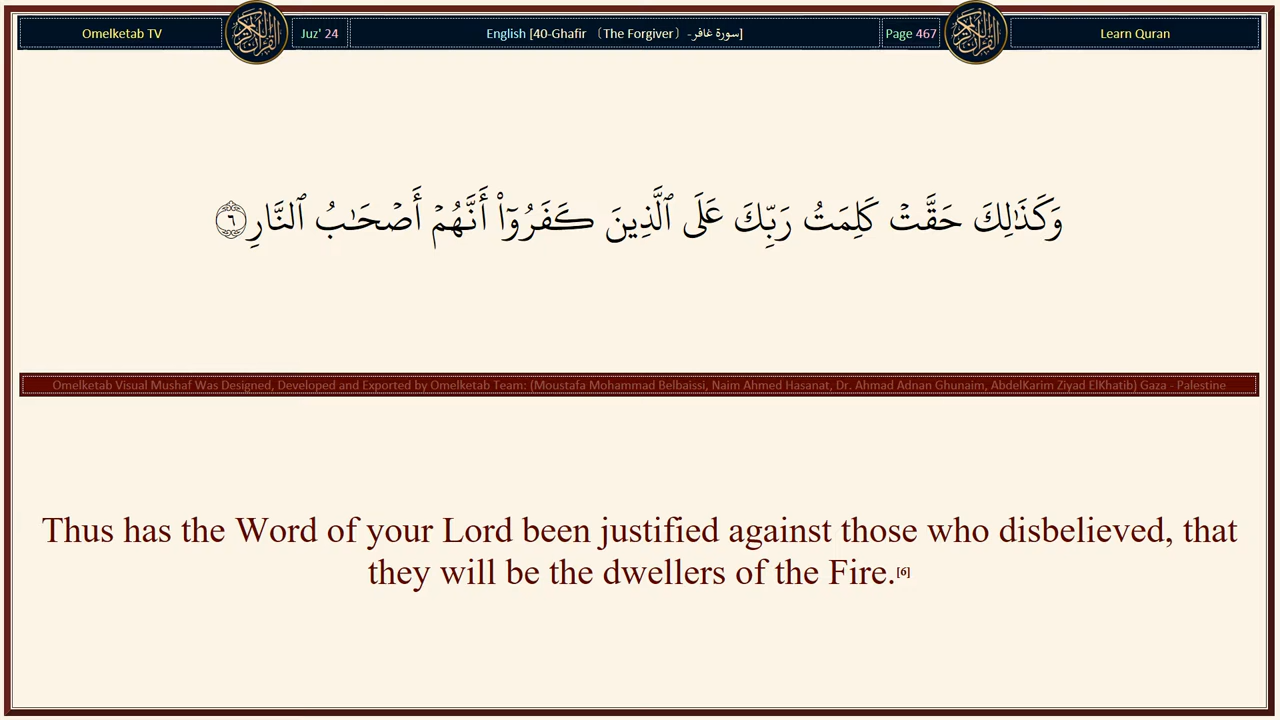 Omelketab TV
Juz' 24
English [40-Ghafir （The Forgiver）-سورة غافر]
Page 467
Learn Quran
وَكَذَٰلِكَ حَقَّتۡ كَلِمَتُ رَبِّكَ عَلَى ٱلَّذِينَ كَفَرُوٓاْ أَنَّهُمۡ أَصۡحَٰبُ ٱلنَّارِ ٦
Omelketab Visual Mushaf Was Designed, Developed and Exported by Omelketab Team: (Moustafa Mohammad Belbaissi, Naim Ahmed Hasanat, Dr. Ahmad Adnan Ghunaim, AbdelKarim Ziyad ElKhatib) Gaza - Palestine
Thus has the Word of your Lord been justified against those who disbelieved, that
they will be the dwellers of the Fire.[6]